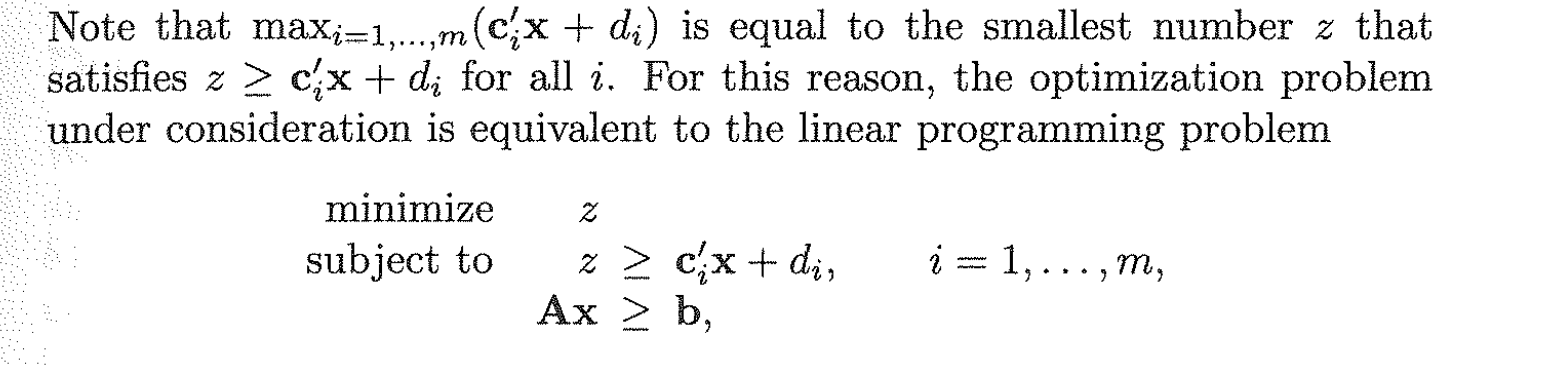 Note that max_{i=1,...,m}(c'_i x + d_i) is equal to the smallest number z that
satisfies z ≥ c'_i x + d_i for all i. For this reason, the optimization problem
under consideration is equivalent to the linear programming problem
minimize z
subject to z ≥ c'_i x + d_i, i = 1, . . . , m,
Ax ≥ b,